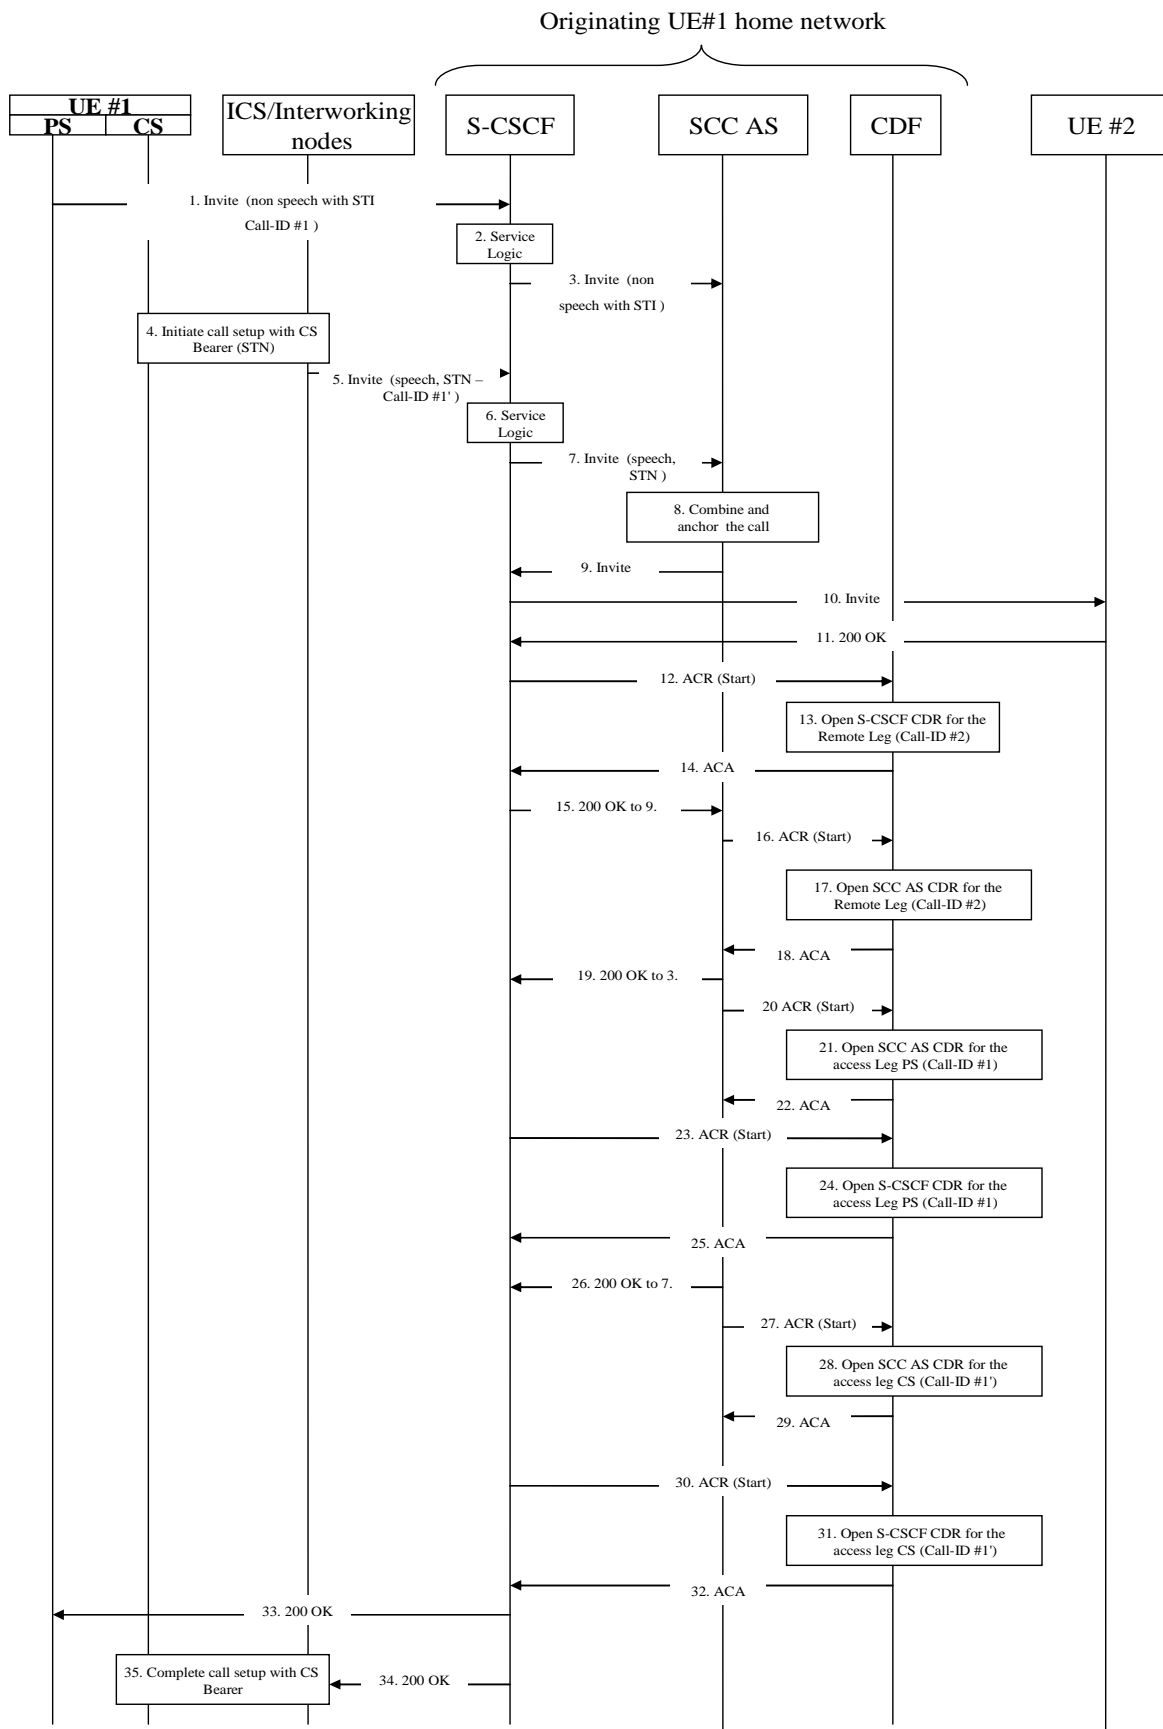 Originating UE#1 home network
UE #1
PS
CS
ICS/Interworking
nodes
S-CSCF
SCC AS
CDF
UE #2
1. Invite (non speech with STI
Call-ID #1 )
2. Service
Logic
3. Invite (non
speech with STI )
4. Initiate call setup with CS
Bearer (STN)
5. Invite (speech, STN –
Call-ID #1' )
6. Service
Logic
7. Invite (speech,
STN )
8. Combine and
anchor the call
9. Invite
10. Invite
11. 200 OK
12. ACR (Start)
13. Open S-CSCF CDR for the
Remote Leg (Call-ID #2)
14. ACA
15. 200 OK to 9.
16. ACR (Start)
17. Open SCC AS CDR for the
Remote Leg (Call-ID #2)
18. ACA
19. 200 OK to 3.
20 ACR (Start)
21. Open SCC AS CDR for the
access Leg PS (Call-ID #1)
22. ACA
23. ACR (Start)
24. Open S-CSCF CDR for the
access Leg PS (Call-ID #1)
25. ACA
26. 200 OK to 7.
27. ACR (Start)
28. Open SCC AS CDR for the
access leg CS (Call-ID #1')
29. ACA
30. ACR (Start)
31. Open S-CSCF CDR for the
access leg CS (Call-ID #1')
32. ACA
33. 200 OK
34. 200 OK
35. Complete call setup with CS
Bearer